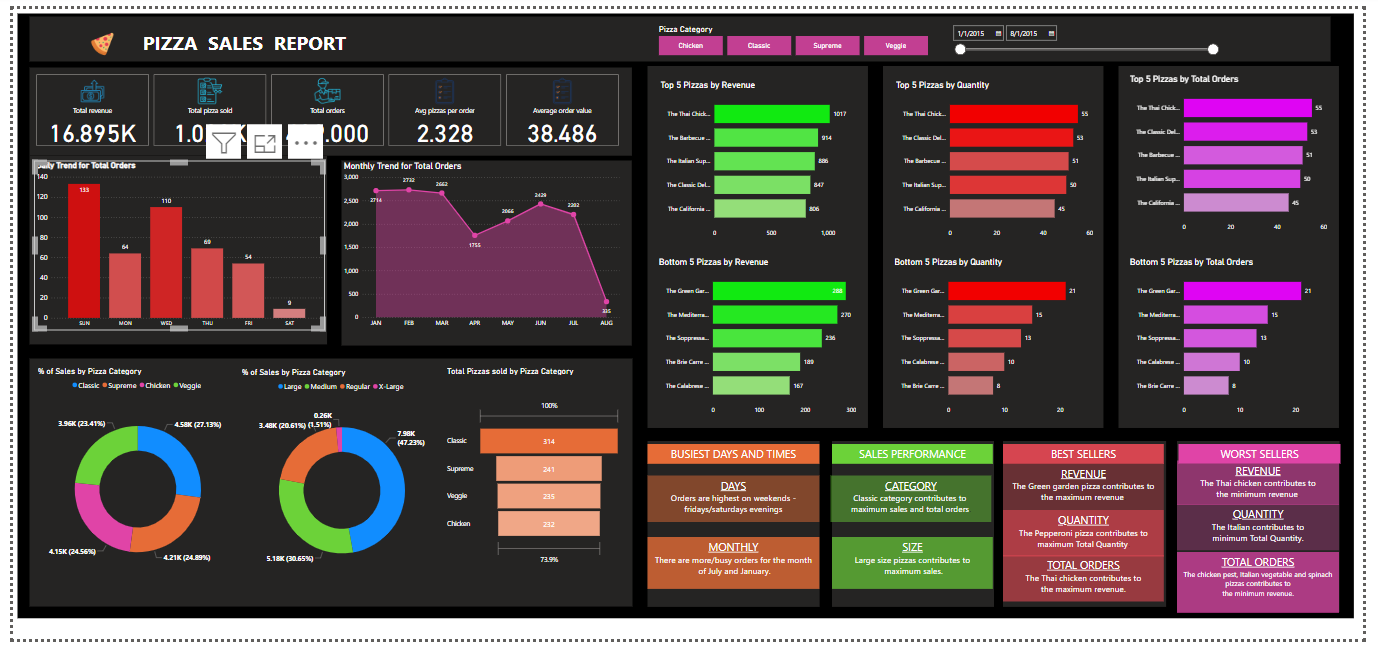 PIZZA SALES REPORT
Pizza Category
Chicken
Classic
Supreme
Veggie
1/1/2015
8/1/2015
Total revenue
16.895K
Total pizza sold
Total orders
Avg pizzas per order
2.328
Average order value
38.486
Daily Trend for Total Orders
140
120
100
80
60
40
20
0
133
64
110
69
54
9
SUN MON WED THU FRI SAT
Monthly Trend for Total Orders
3,000
2,500
2,000
1,500
1,000
500
0
2714
2732
2662
1755
2066
2429
2202
335
JAN FEB MAR APR MAY JUN JUL AUG
Top 5 Pizzas by Revenue
The Thai Chick... 1017
The Barbecue ... 914
The Italian Sup... 886
The Classic Del... 847
The California ... 806
0 500 1,000
Top 5 Pizzas by Quantity
The Thai Chick... 55
The Classic Del... 53
The Barbecue ... 51
The Italian Sup... 50
The California ... 45
0 20 40 60
Top 5 Pizzas by Total Orders
The Thai Chick... 55
The Classic Del... 53
The Barbecue ... 51
The Italian Sup... 50
The California ... 45
0 20 40 60
Bottom 5 Pizzas by Revenue
The Green Gar... 288
The Mediterra... 270
The Soppressa... 236
The Brie Carre ... 189
The Calabrese ... 167
0 100 200 300
Bottom 5 Pizzas by Quantity
The Green Gar... 21
The Mediterra... 15
The Soppressa... 13
The Calabrese ... 10
The Brie Carre ... 8
0 10 20
Bottom 5 Pizzas by Total Orders
The Green Gar... 21
The Mediterra... 15
The Soppressa... 13
The Calabrese ... 10
The Brie Carre ... 8
0 10 20
% of Sales by Pizza Category
Classic Supreme Chicken Veggie
3.96K (23.41%)
4.58K (27.13%)
4.15K (24.56%)
4.21K (24.89%)
% of Sales by Pizza Category
Large Medium Regular X-Large
0.26K
(1.51%)
3.48K (20.61%)
7.98K
(47.23%)
5.18K (30.65%)
Total Pizzas sold by Pizza Category
100%
Classic 314
Supreme 241
Veggie 235
Chicken 232
73.9%
BUSIEST DAYS AND TIMES
DAYS
Orders are highest on weekends -
fridays/saturdays evenings
MONTHLY
There are more/busy orders for the month
of July and January.
SALES PERFORMANCE
CATEGORY
Classic category contributes to
maximum sales and total orders
SIZE
Large size pizzas contributes to
maximum sales.
BEST SELLERS
REVENUE
The Green garden pizza contributes to
the maximum revenue
QUANTITY
The Pepperoni pizza contributes to
maximum Total Quantity
TOTAL ORDERS
The Thai chicken contributes to
the maximum revenue.
WORST SELLERS
REVENUE
The Thai chicken contributes to
the minimum revenue
QUANTITY
The Italian contributes to
minimum Total Quantity.
TOTAL ORDERS
The chicken pest, Italian vegetable and spinach
pizzas contributes to
the minimum revenue.